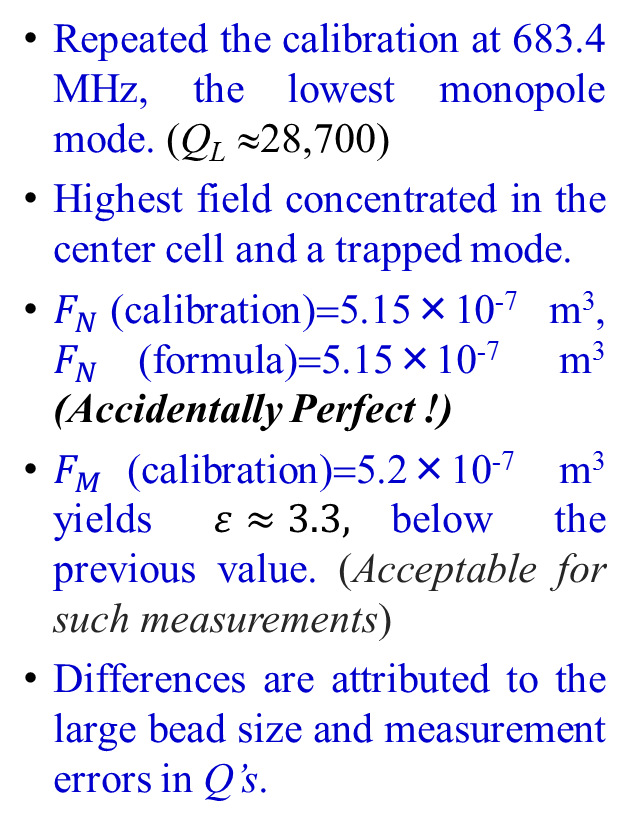 • Repeated the calibration at 683.4
MHz, the lowest monopole
mode. (Q_L ≈28,700)
• Highest field concentrated in the
center cell and a trapped mode.
• F_N (calibration)=5.15 × 10⁻⁷ m³,
F_N (formula)=5.15 × 10⁻⁷ m³
(Accidentally Perfect !)
• F_M (calibration)=5.2 × 10⁻⁷ m³
yields ε ≈ 3.3, below the
previous value. (Acceptable for
such measurements)
• Differences are attributed to the
large bead size and measurement
errors in Q’s.